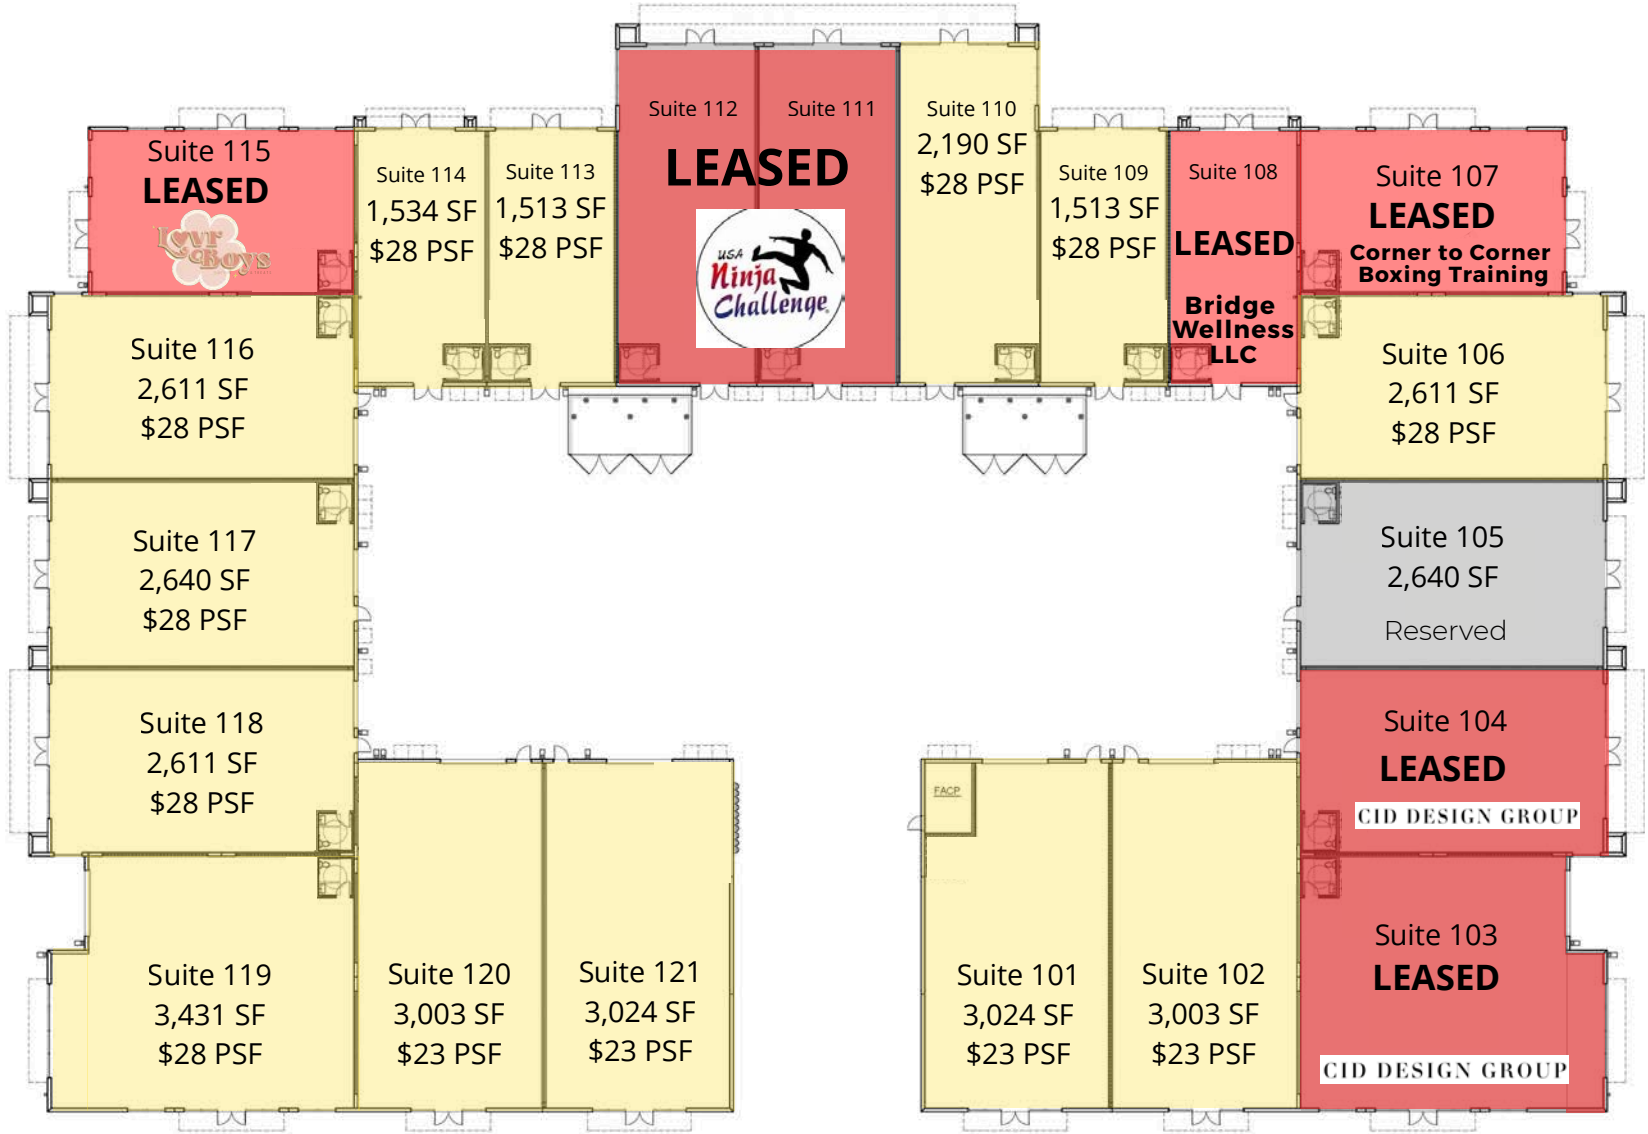 Suite 112
Suite 111
LEASED
USA
Ninja
Challenge
Suite 110
2,190 SF
$28 PSF
Suite 115
LEASED
Lovr
Boys
Suite 114
1,534 SF
$28 PSF
Suite 113
1,513 SF
$28 PSF
Suite 109
1,513 SF
$28 PSF
Suite 108
LEASED
Bridge
Wellness
LLC
Suite 107
LEASED
Corner to Corner
Boxing Training
Suite 116
2,611 SF
$28 PSF
Suite 106
2,611 SF
$28 PSF
Suite 117
2,640 SF
$28 PSF
Suite 105
2,640 SF
Reserved
Suite 118
2,611 SF
$28 PSF
Suite 104
LEASED
CID DESIGN GROUP
FACP
Suite 119
3,431 SF
$28 PSF
Suite 120
3,003 SF
$23 PSF
Suite 121
3,024 SF
$23 PSF
Suite 101
3,024 SF
$23 PSF
Suite 102
3,003 SF
$23 PSF
Suite 103
LEASED
CID DESIGN GROUP